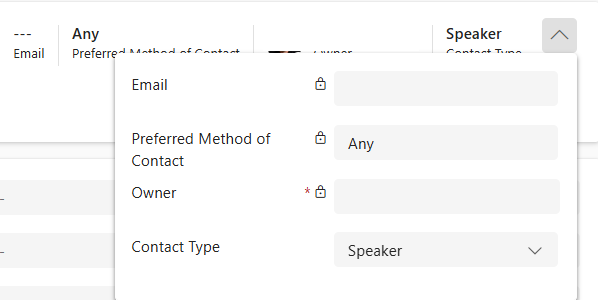 --- Any Speaker
Email Preferred Method of Contact Owner Contact Type
Email
Preferred Method of
Contact Any
Owner *
Contact Type Speaker